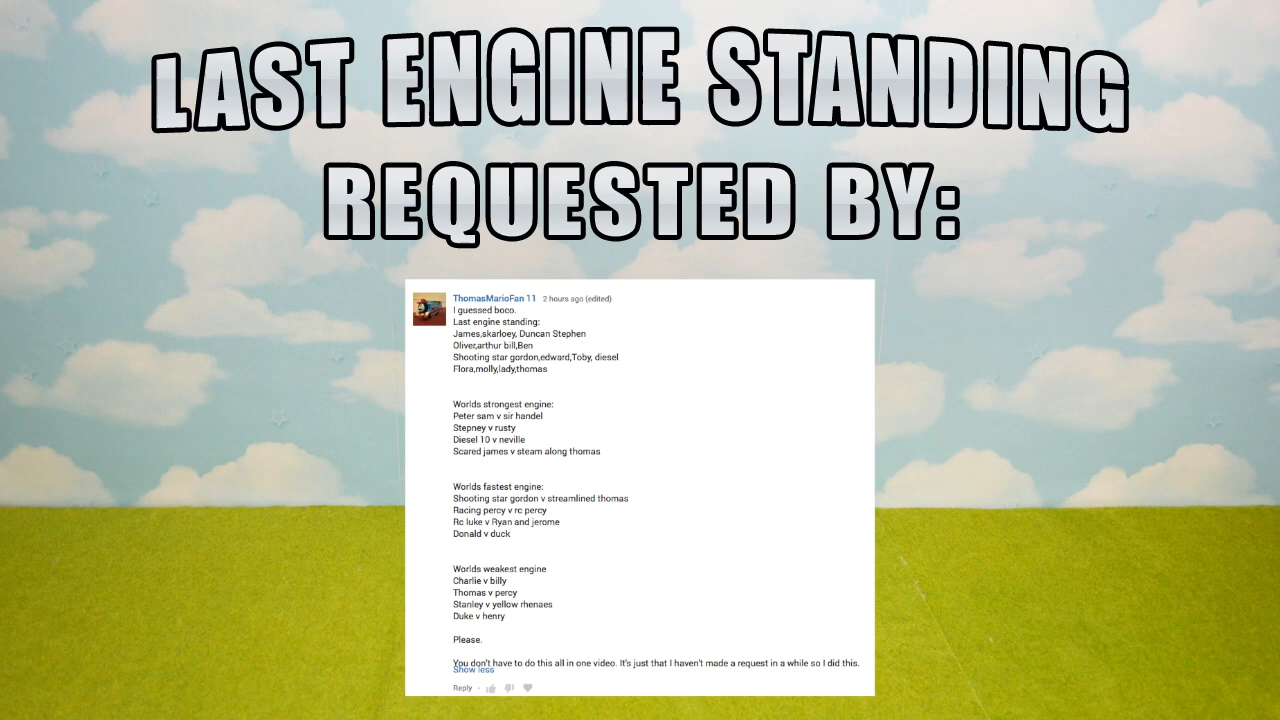 LAST ENGINE STANDING
REQUESTED BY:
ThomasMarioFan 11 2 hours ago (edited)
I guessed boco.
Last engine standing:
James,skarloey, Duncan Stephen
Oliver,arthur bill,Ben
Shooting star gordon,edward,Toby, diesel
Flora,molly,lady,thomas
Worlds strongest engine:
Peter sam v sir handel
Stepney v rusty
Diesel 10 v neville
Scared james v steam along thomas
Worlds fastest engine:
Shooting star gordon v streamlined thomas
Racing percy v rc percy
Rc luke v Ryan and jerome
Donald v duck
Worlds weakest engine
Charlie v billy
Thomas v percy
Stanley v yellow rhenaes
Duke v henry
Please.
You don't have to do this all in one video. It's just that I haven't made a request in a while so I did this.
Show less
Reply